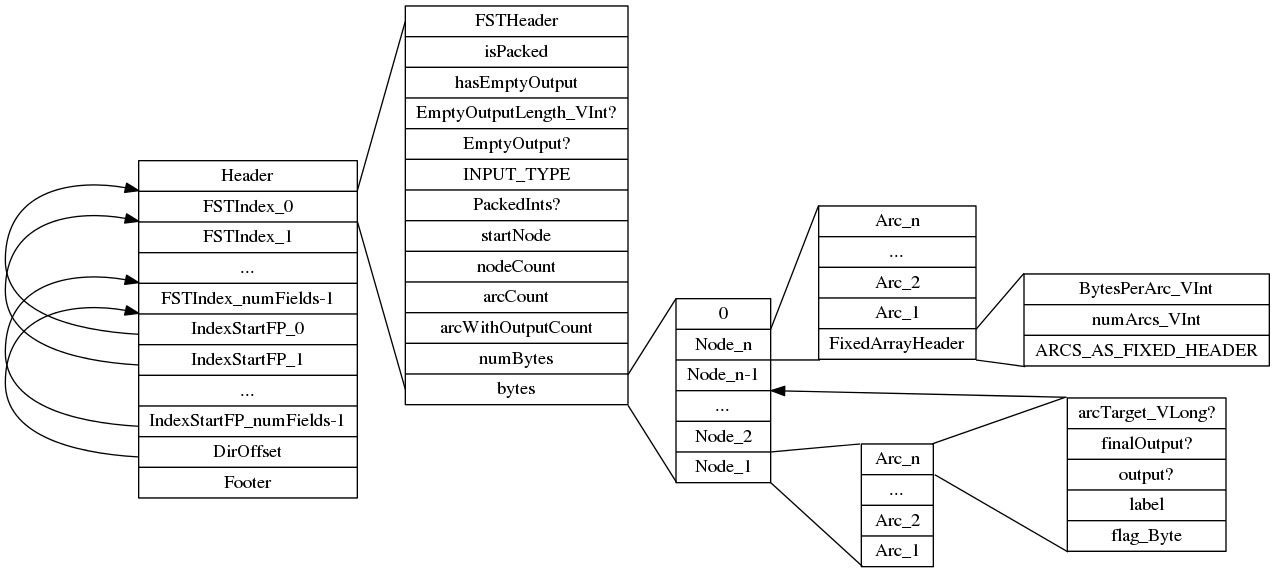 Header
FSTIndex_0
FSTIndex_1
...
FSTIndex_numFields-1
IndexStartFP_0
IndexStartFP_1
...
IndexStartFP_numFields-1
DirOffset
Footer
FSTHeader
isPacked
hasEmptyOutput
EmptyOutputLength_VInt?
EmptyOutput?
INPUT_TYPE
PackedInts?
startNode
nodeCount
arcCount
arcWithOutputCount
numBytes
bytes
0
Node_n
Node_n-1
...
Node_2
Node_1
Arc_n
...
Arc_2
Arc_1
FixedArrayHeader
BytesPerArc_VInt
numArcs_VInt
ARCS_AS_FIXED_HEADER
Arc_n
...
Arc_2
Arc_1
arcTarget_VLong?
finalOutput?
output?
label
flag_Byte